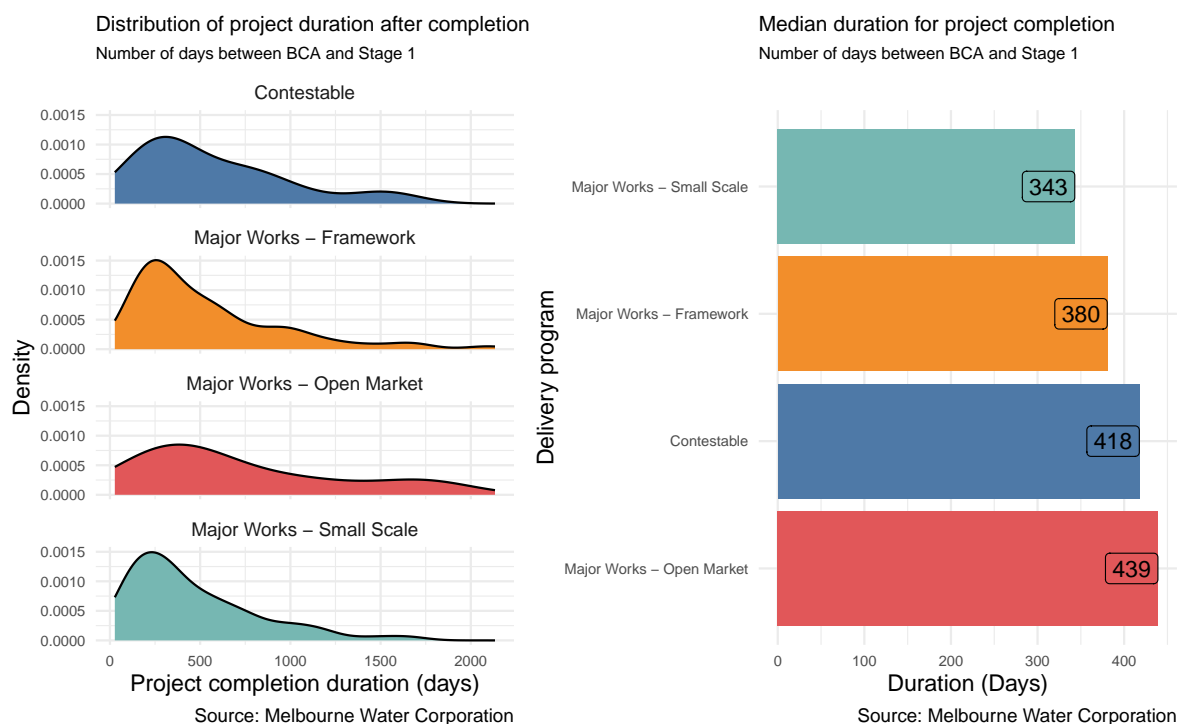 Distribution of project duration after completion
Number of days between BCA and Stage 1
Contestable
0.0015
0.0010
0.0005
0.0000
Major Works – Framework
0.0015
0.0010
0.0005
0.0000
Major Works – Open Market
0.0015
0.0010
0.0005
0.0000
Major Works – Small Scale
0.0015
0.0010
0.0005
0.0000
Density
0 500 1000 1500 2000
Project completion duration (days)
Source: Melbourne Water Corporation
Median duration for project completion
Number of days between BCA and Stage 1
Delivery program
Major Works – Small Scale 343
Major Works – Framework 380
Contestable 418
Major Works – Open Market 439
0 100 200 300 400
Duration (Days)
Source: Melbourne Water Corporation